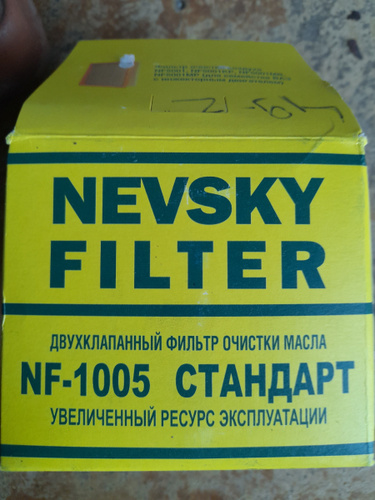 NEVSKY
FILTER
ДВУХКЛАПАННЫЙ ФИЛЬТР ОЧИСТКИ МАСЛА
NF-1005 СТАНДАРТ
УВЕЛИЧЕННЫЙ РЕСУРС ЭКСПЛУАТАЦИИ